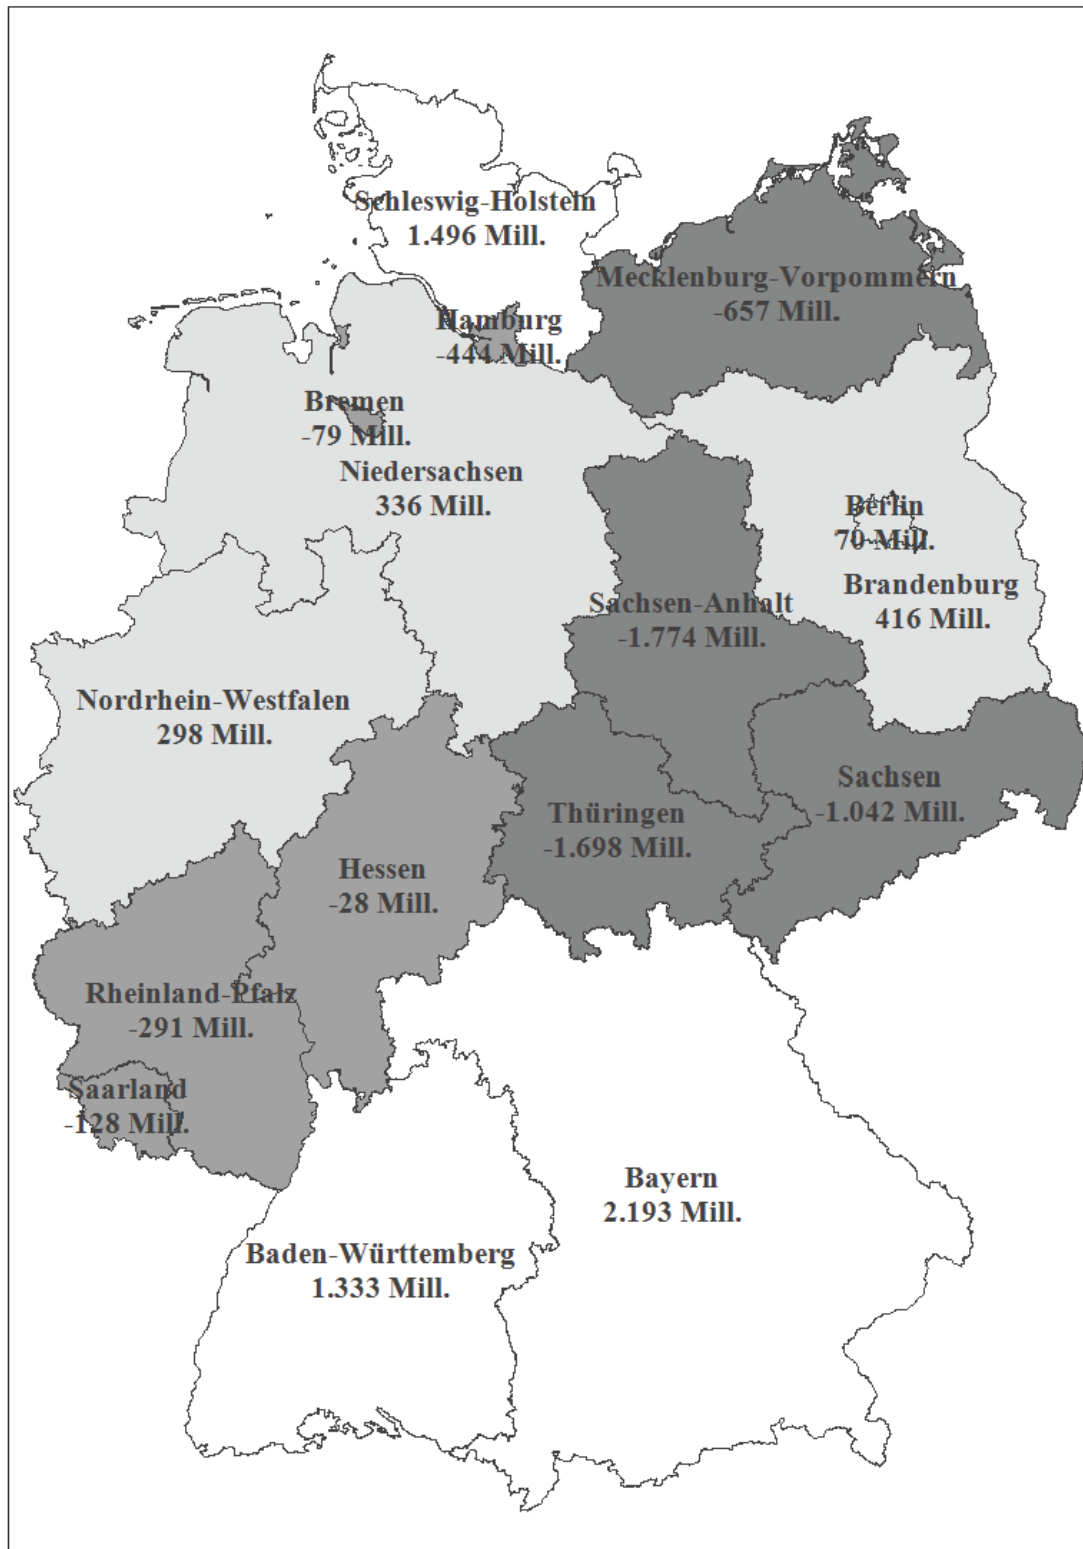 Schleswig-Holstein
1.496 Mill.
Mecklenburg-Vorpommern
-657 Mill.
Hamburg
-444 Mill.
Bremen
-79 Mill.
Niedersachsen
336 Mill.
Berlin
70 Mill.
Brandenburg
416 Mill.
Sachsen-Anhalt
-1.774 Mill.
Nordrhein-Westfalen
298 Mill.
Sachsen
-1.042 Mill.
Thüringen
-1.698 Mill.
Hessen
-28 Mill.
Rheinland-Pfalz
-291 Mill.
Saarland
-128 Mill.
Bayern
2.193 Mill.
Baden-Württemberg
1.333 Mill.